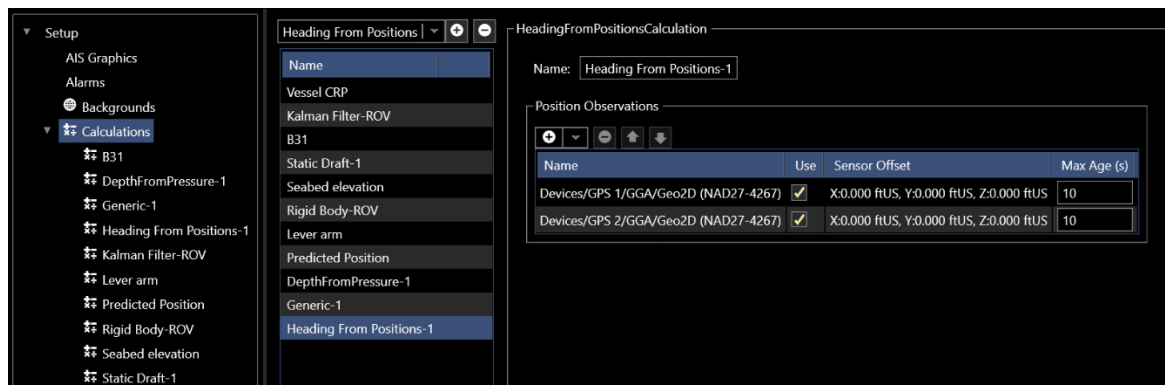 Setup
AIS Graphics
Alarms
Backgrounds
Calculations
B31
DepthFromPressure-1
Generic-1
Heading From Positions-1
Kalman Filter-ROV
Lever arm
Predicted Position
Rigid Body-ROV
Seabed elevation
Static Draft-1
Heading From Positions
Name
Vessel CRP
Kalman Filter-ROV
B31
Static Draft-1
Seabed elevation
Rigid Body-ROV
Lever arm
Predicted Position
DepthFromPressure-1
Generic-1
Heading From Positions-1
HeadingFromPositionsCalculation
Name: Heading From Positions-1
Position Observations
Name Use Sensor Offset Max Age (s)
Devices/GPS 1/GGA/Geo2D (NAD27-4267) X:0.000 ftUS, Y:0.000 ftUS, Z:0.000 ftUS 10
Devices/GPS 2/GGA/Geo2D (NAD27-4267) X:0.000 ftUS, Y:0.000 ftUS, Z:0.000 ftUS 10